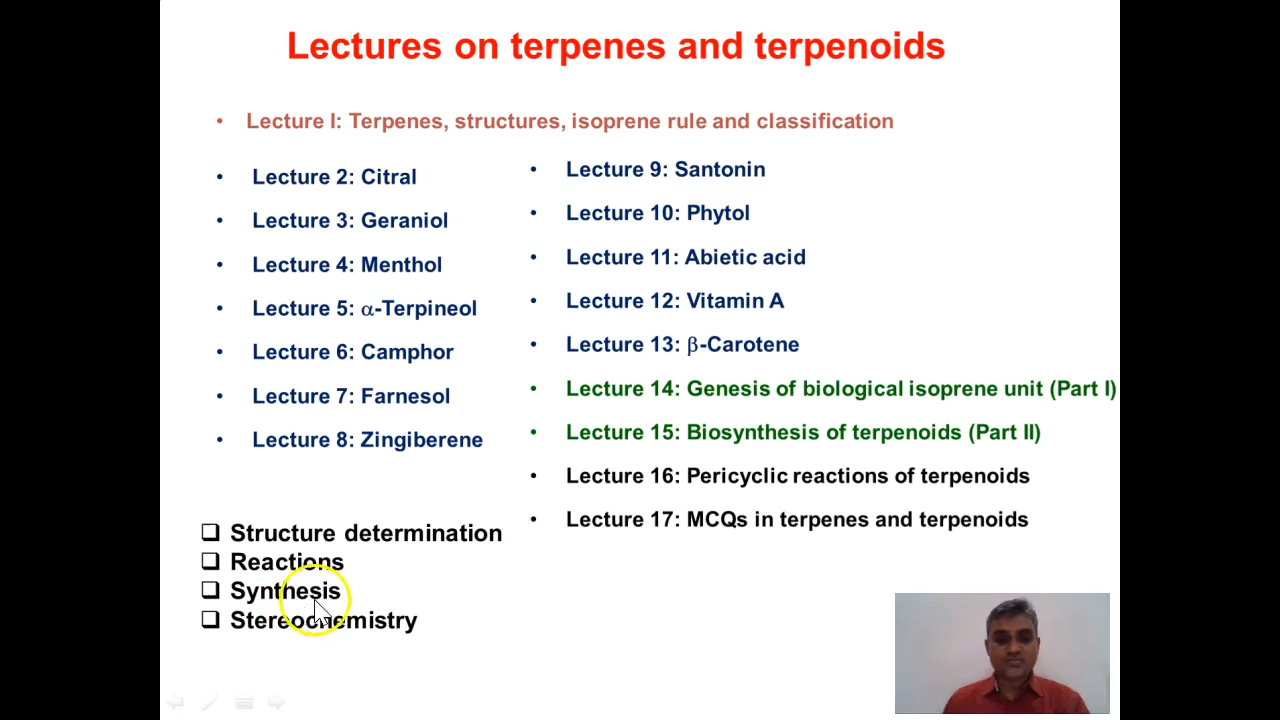 Lectures on terpenes and terpenoids
• Lecture I: Terpenes, structures, isoprene rule and classification
• Lecture 2: Citral
• Lecture 3: Geraniol
• Lecture 4: Menthol
• Lecture 5: α-Terpineol
• Lecture 6: Camphor
• Lecture 7: Farnesol
• Lecture 8: Zingiberene
• Lecture 9: Santonin
• Lecture 10: Phytol
• Lecture 11: Abietic acid
• Lecture 12: Vitamin A
• Lecture 13: β-Carotene
• Lecture 14: Genesis of biological isoprene unit (Part I)
• Lecture 15: Biosynthesis of terpenoids (Part II)
• Lecture 16: Pericyclic reactions of terpenoids
• Lecture 17: MCQs in terpenes and terpenoids
❑ Structure determination
❑ Reactions
❑ Synthesis
❑ Stereochemistry